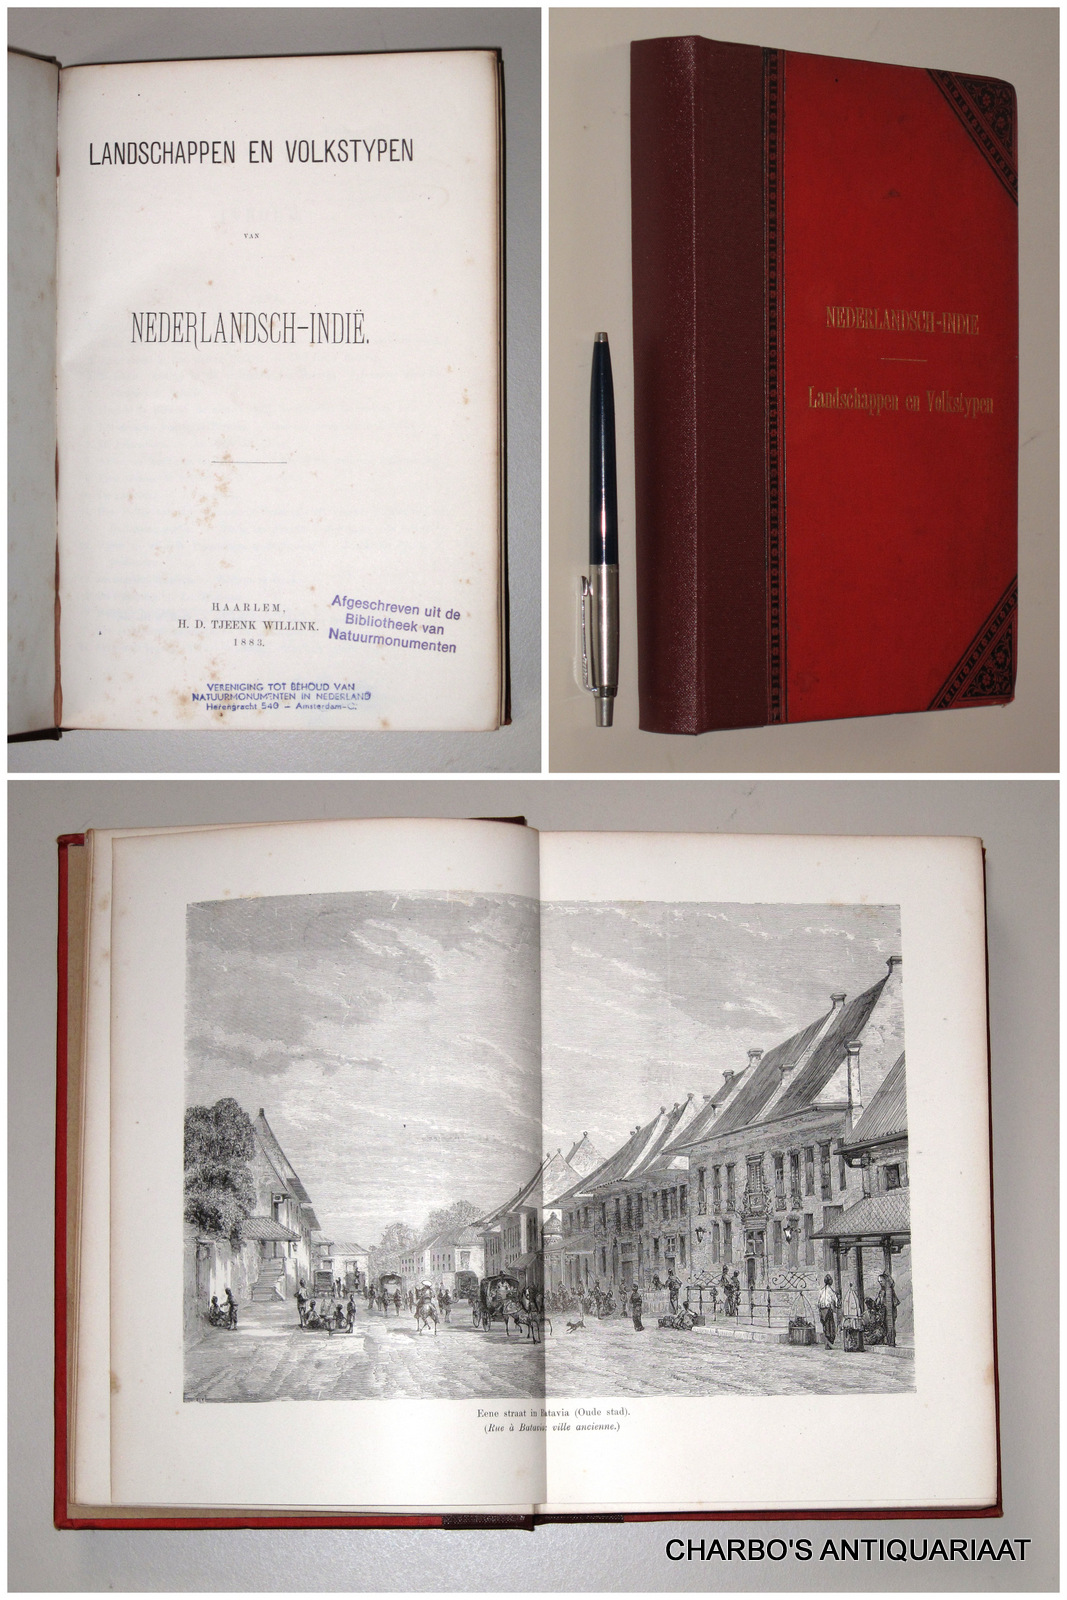 LANDSCHAPPEN EN VOLKSTYPEN
VAN
NEDERLANDSCH-INDIË.
HAARLEM,
H. D. TJEENK WILLINK.
1883.
Afgeschreven uit de
Bibliotheek van
Natuurmonumenten
VERENIGING TOT BEHOUD VAN
NATUURMONUMENTEN IN NEDERLAND
Herengracht 540 – Amsterdam-C.
NEDERLANDSCH-INDIE
Landschappen en Volkstypen
Eene straat in Batavia (Oude stad).
(Rue à Batavia: ville ancienne.)
CHARBO'S ANTIQUARIAAT